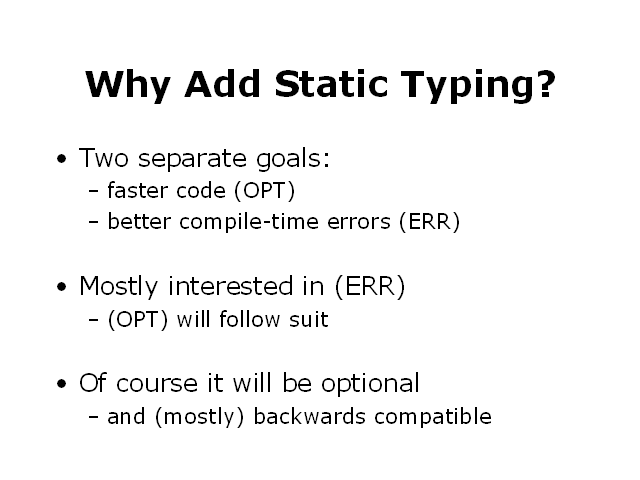 Why Add Static Typing?
• Two separate goals:
– faster code (OPT)
– better compile-time errors (ERR)
• Mostly interested in (ERR)
– (OPT) will follow suit
• Of course it will be optional
– and (mostly) backwards compatible